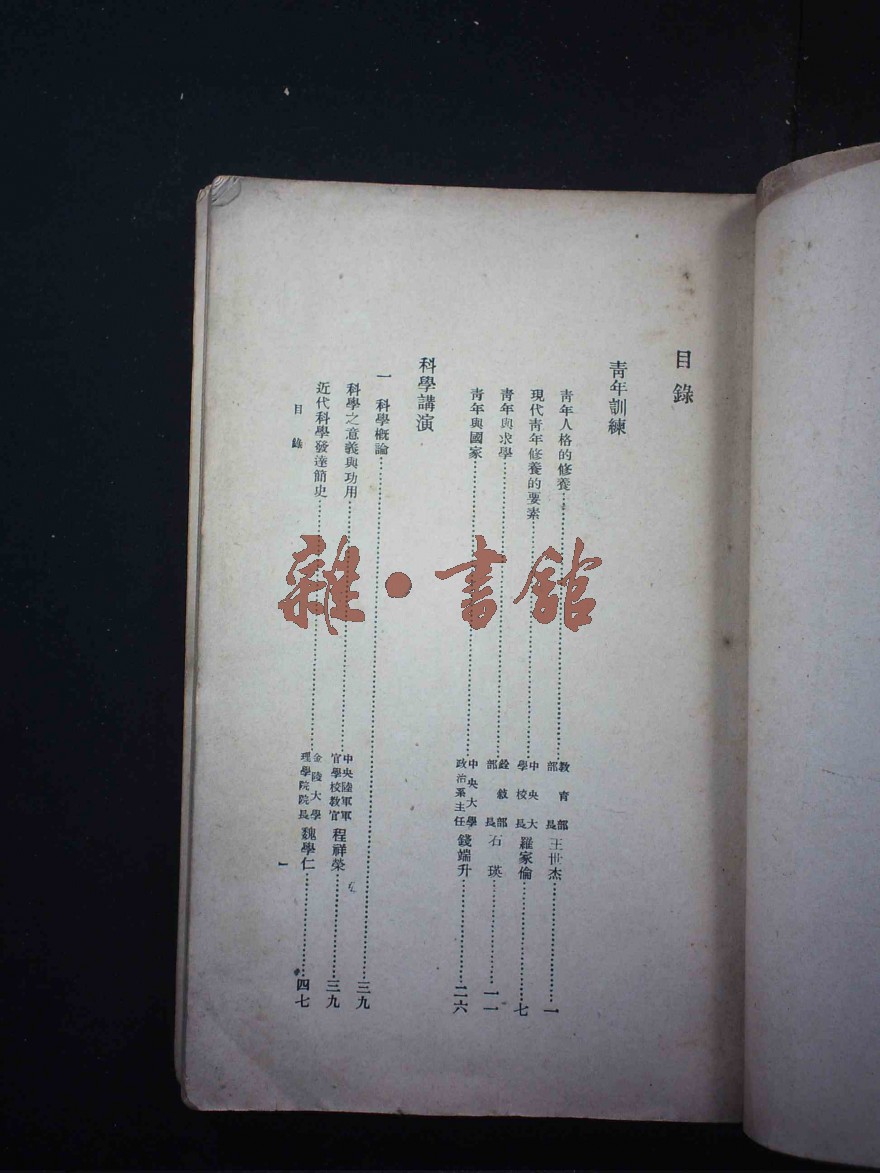 目錄
青年訓練
青年人格的修養……教育部部長 王世杰……一
現代青年修養的要素……中央大學校長 羅家倫……七
青年與求學……銓敘部部長 石瑛……一一
青年與國家……中央大學政治系主任 錢端升……二六
科學講演
一 科學概論……三九
科學之意義與功用……中央陸軍軍官學校教官 程祥榮……三九
近代科學發達簡史……金陵大學理學院院長 魏學仁……四七
目錄
一
雜·書館